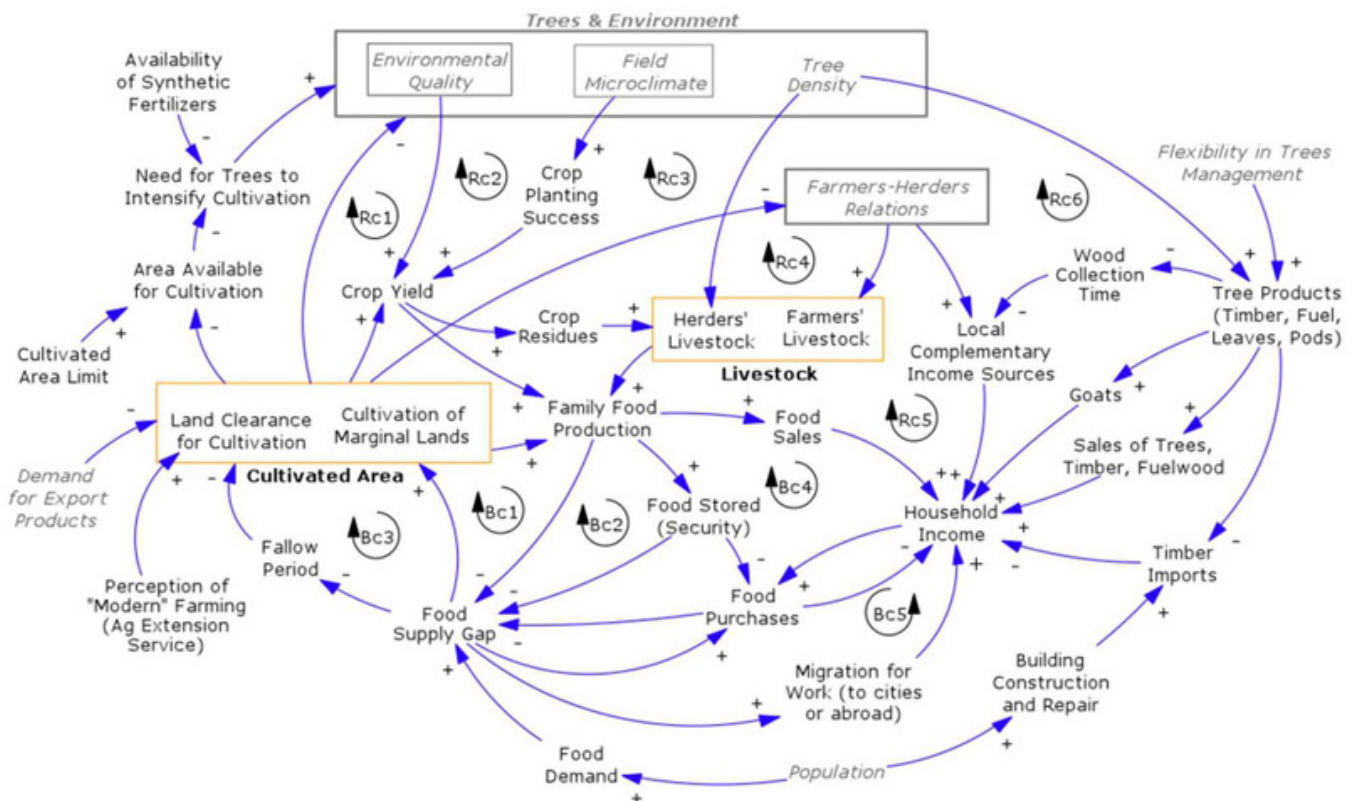 Trees & Environment
Availability
of Synthetic
Fertilizers
Environmental
Quality
Field
Microclimate
Tree
Density
+
-
-
Need for Trees to
Intensify Cultivation
Rc2
+
Crop
Planting
Success
Rc3
-
Farmers-Herders
Relations
Rc6
Flexibility in Trees
Management
Rc1
-
Area Available
for Cultivation
+
+
Crop Yield
Rc4
+
Wood
Collection
Time
-
+
+
Tree Products
(Timber, Fuel,
Leaves, Pods)
+
-
+
Cultivated
Area Limit
-
+
Crop
Residues
+
+
Herders'
Livestock
Farmers'
Livestock
Livestock
Local
Complementary
Income Sources
Goats
+
-
Land Clearance
for Cultivation
Cultivation of
Marginal Lands
Cultivated Area
+
+
Family Food
Production
+
+
Food
Sales
Rc5
+
Sales of Trees,
Timber, Fuelwood
Demand
for Export
Products
+
-
+
Bc1
Bc2
+
Food Stored
(Security)
Bc4
++
+
Household
Income
+
-
-
+
-
Timber
Imports
+
Bc3
Fallow
Period
-
Perception of
"Modern" Farming
(Ag Extension
Service)
-
-
-
Food
Supply Gap
-
+
-
Food
Purchases
+
+
Bc5
Migration for
Work (to cities
or abroad)
+
Building
Construction
and Repair
+
Food
Demand
+
Population